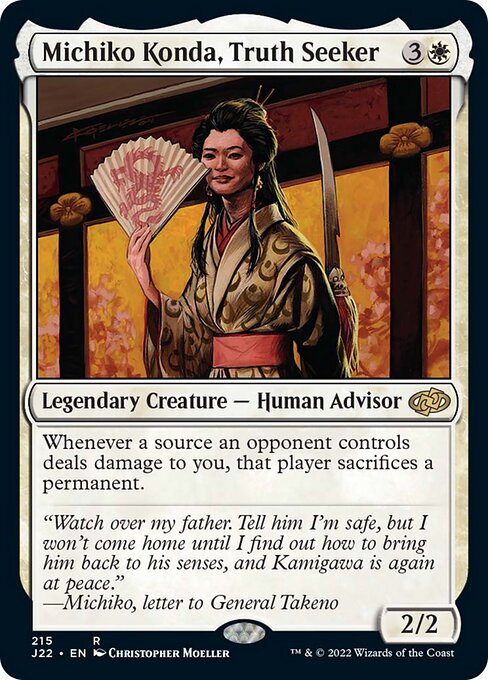 Michiko Konda, Truth Seeker 3
Legendary Creature — Human Advisor
Whenever a source an opponent controls
deals damage to you, that player sacrifices a
permanent.
“Watch over my father. Tell him I’m safe, but I
won’t come home until I find out how to bring
him back to his senses, and Kamigawa is again
at peace.”
—Michiko, letter to General Takeno
2/2
215 R
J22 • EN Christopher Moeller
™ & © 2022 Wizards of the Coast